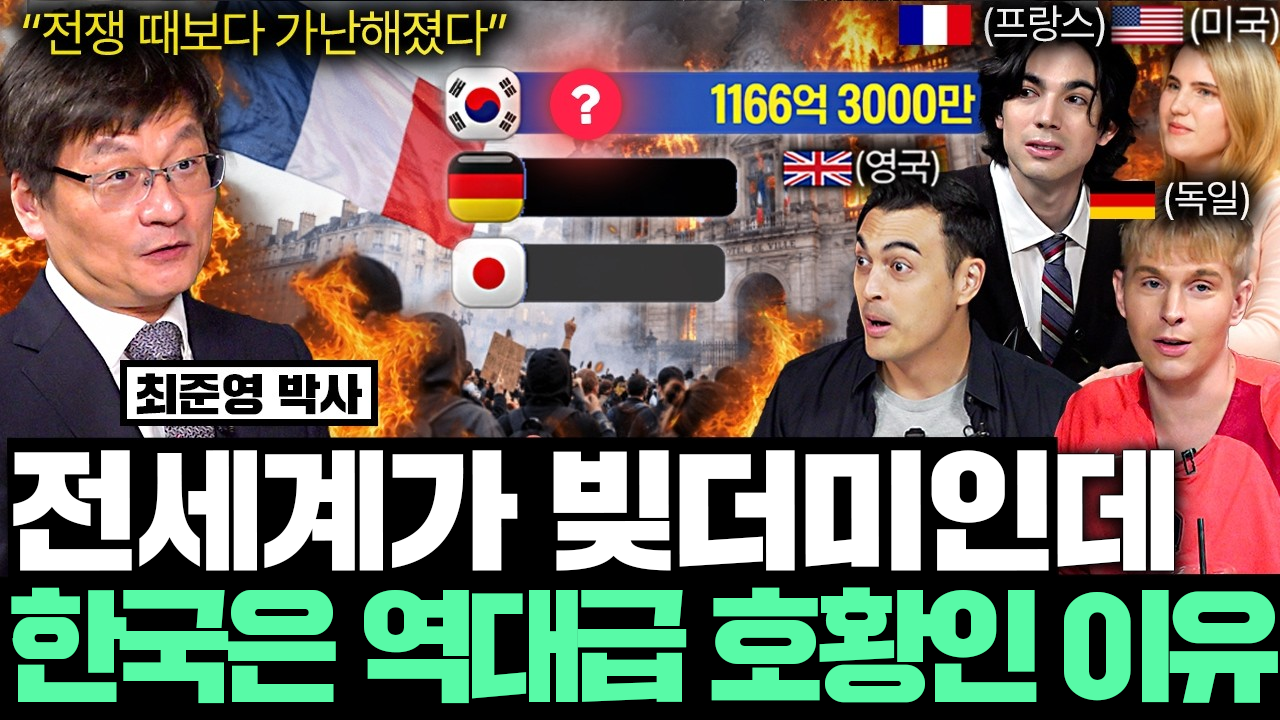 “전쟁 때보다 가난해졌다”
(프랑스)
(미국)
?
1166억 3000만
(영국)
(독일)
최준영 박사
전세계가 빚더미인데
한국은 역대급 호황인 이유